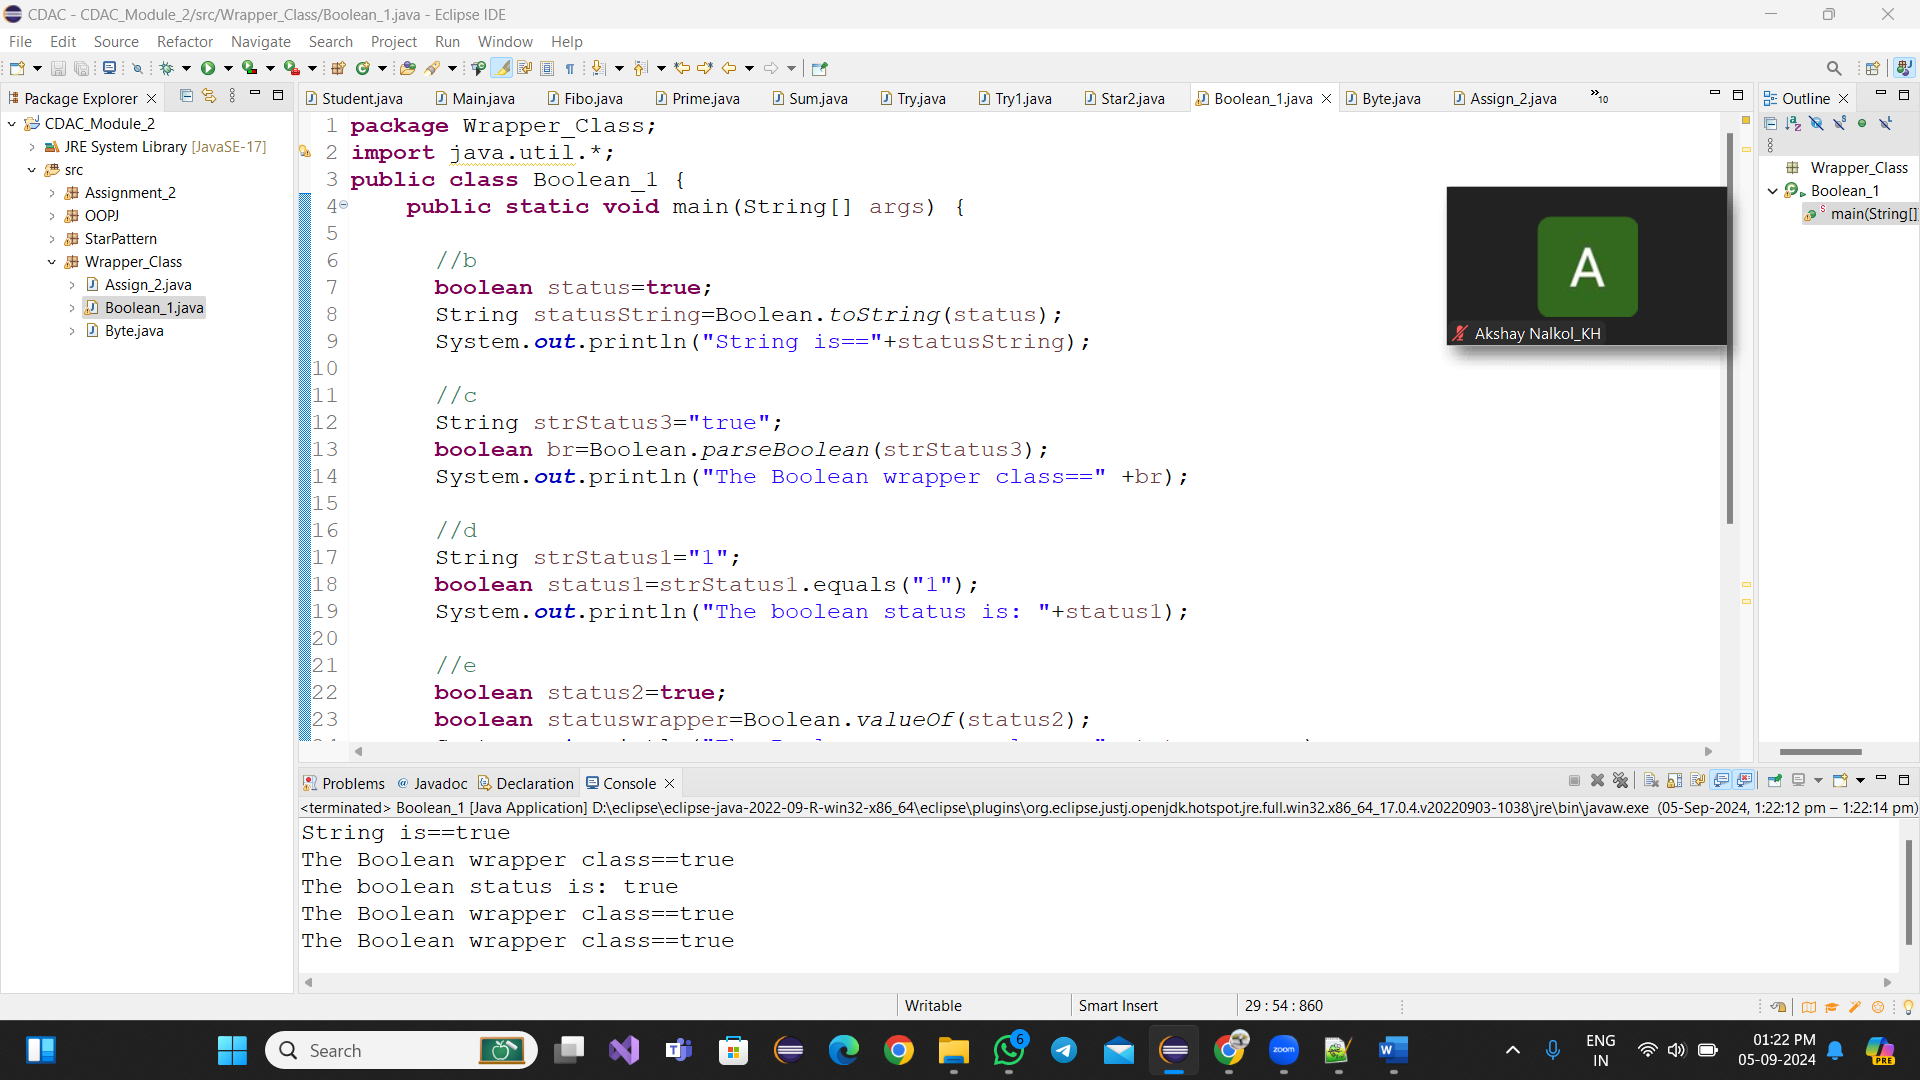 CDAC - CDAC_Module_2/src/Wrapper_Class/Boolean_1.java - Eclipse IDE
File Edit Source Refactor Navigate Search Project Run Window Help
Package Explorer
CDAC_Module_2
JRE System Library [JavaSE-17]
src
Assignment_2
OOPJ
StarPattern
Wrapper_Class
Assign_2.java
Boolean_1.java
Byte.java
Student.java Main.java Fibo.java Prime.java Sum.java Try.java Try1.java Star2.java Boolean_1.java Byte.java Assign_2.java »10
1 package Wrapper_Class;
2 import java.util.*;
3 public class Boolean_1 {
4 public static void main(String[] args) {
5
6 //b
7 boolean status=true;
8 String statusString=Boolean.toString(status);
9 System.out.println("String is=="+statusString);
10
11 //c
12 String strStatus3="true";
13 boolean br=Boolean.parseBoolean(strStatus3);
14 System.out.println("The Boolean wrapper class==" +br);
15
16 //d
17 String strStatus1="1";
18 boolean status1=strStatus1.equals("1");
19 System.out.println("The boolean status is: "+status1);
20
21 //e
22 boolean status2=true;
23 boolean statuswrapper=Boolean.valueOf(status2);
A
Akshay Nalkol_KH
Outline
Wrapper_Class
Boolean_1
main(String[]
Problems Javadoc Declaration Console
<terminated> Boolean_1 [Java Application] D:\eclipse\eclipse-java-2022-09-R-win32-x86_64\eclipse\plugins\org.eclipse.justj.openjdk.hotspot.jre.full.win32.x86_64_17.0.4.v20220903-1038\jre\bin\javaw.exe (05-Sep-2024, 1:22:12 pm – 1:22:14 pm)
String is==true
The Boolean wrapper class==true
The boolean status is: true
The Boolean wrapper class==true
The Boolean wrapper class==true
Writable Smart Insert 29 : 54 : 860
Search
6
zoom
ENG
IN
01:22 PM
05-09-2024
PRE